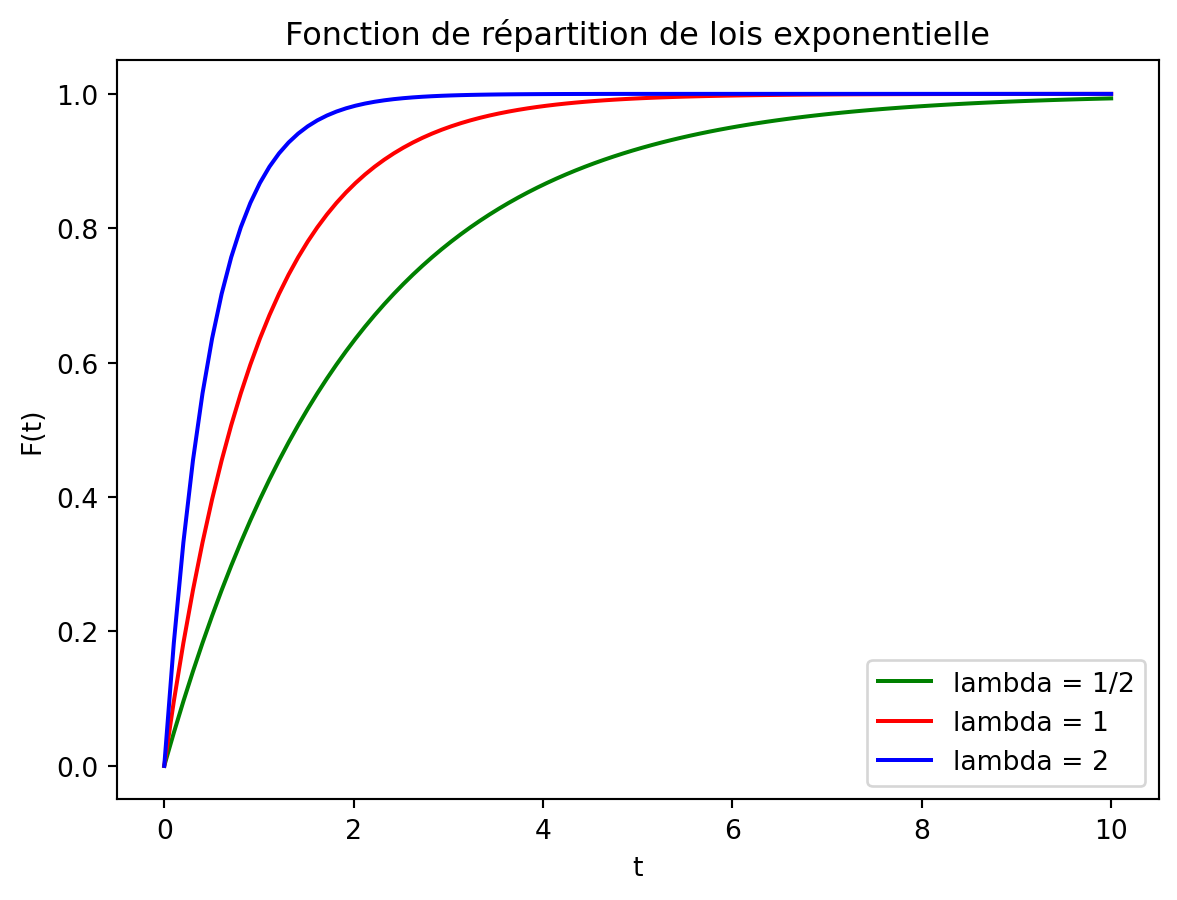 Fonction de répartition de lois exponentielle
F(t)
1.0
0.8
0.6
0.4
0.2
0.0
0 2 4 6 8 10
t
lambda = 1/2
lambda = 1
lambda = 2